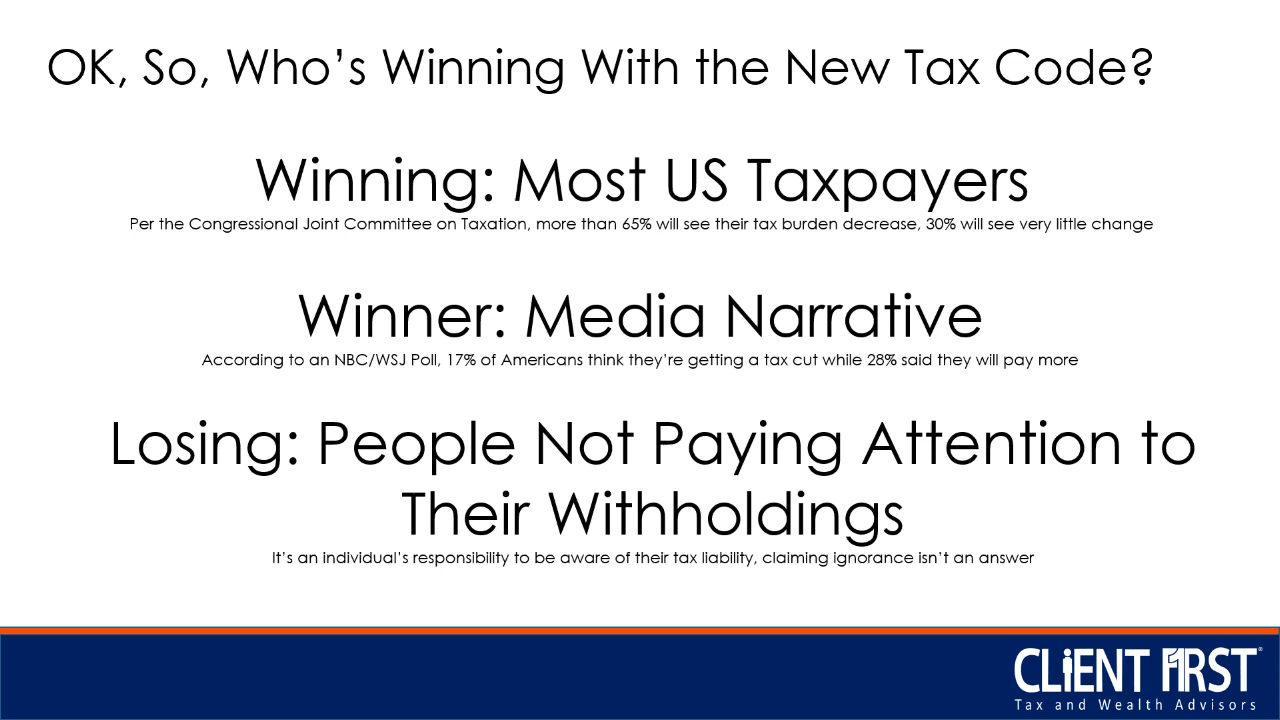 OK, So, Who's Winning With the New Tax Code?
Winning: Most US Taxpayers
Per the Congressional Joint Committee on Taxation, more than 65% will see their tax burden decrease, 30% will see very little change
Winner: Media Narrative
According to an NBC/WSJ Poll, 17% of Americans think they're getting a tax cut while 28% said they will pay more
Losing: People Not Paying Attention to
Their Withholdings
It's an individual's responsibility to be aware of their tax liability, claiming ignorance isn't an answer
CLiENT FIRST®
Tax and Wealth Advisors